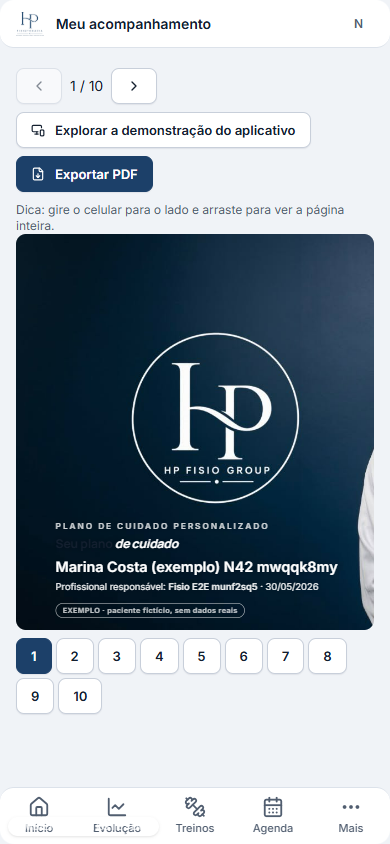 HP
Meu acompanhamento
N
1 / 10
Explorar a demonstração do aplicativo
Exportar PDF
Dica: gire o celular para o lado e arraste para ver a página
inteira.
HP
HP FISIO GROUP
PLANO DE CUIDADO PERSONALIZADO
Seu plano de cuidado
Marina Costa (exemplo) N42 mwqqk8my
Profissional responsável: Fisio E2E munf2sq5 · 30/05/2026
EXEMPLO - paciente fictício, sem dados reais
1 2 3 4 5 6 7 8
9 10
Início Evolução Treinos Agenda Mais